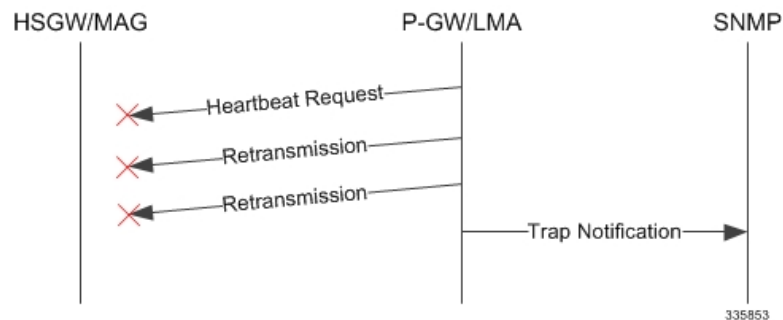 HSGW/MAG P-GW/LMA SNMP
Heartbeat Request
Retransmission
Retransmission
Trap Notification
335853